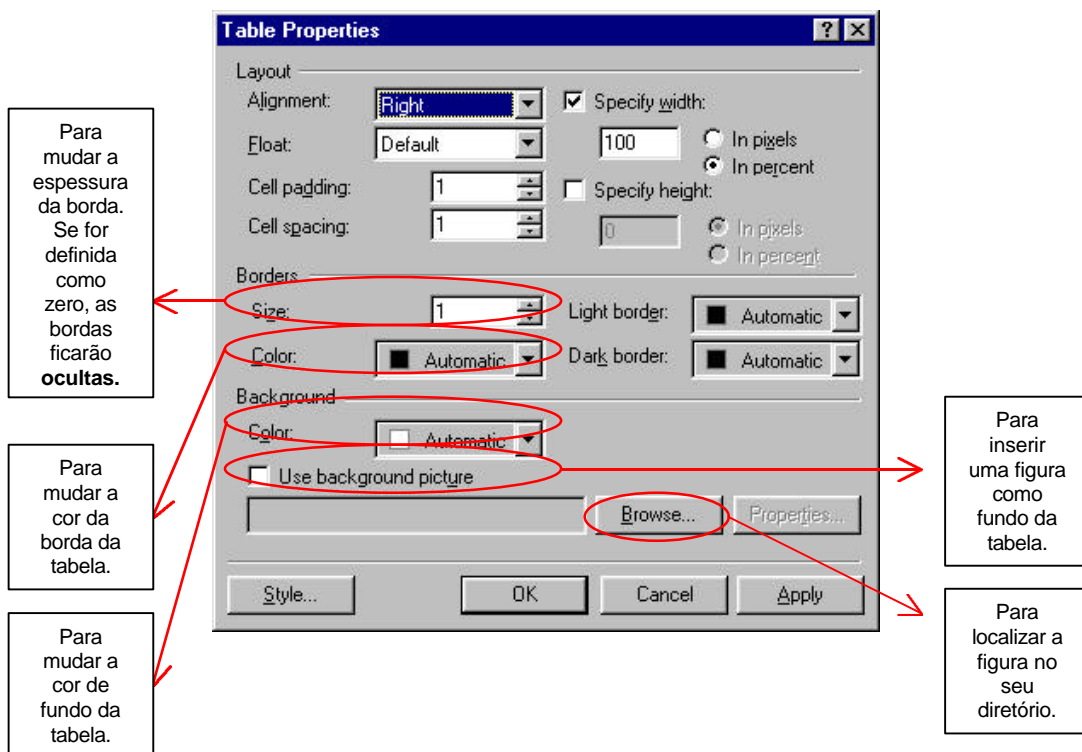 Table Properties
Layout
Alignment: Right
Specify width:
Float: Default
100
In pixels
In percent
Cell padding: 1
Specify height:
Cell spacing: 1
0
In pixels
In percent
Borders
Size: 1
Light border: Automatic
Color: Automatic
Dark border: Automatic
Background
Color: Automatic
Use background picture
Browse...
Properties...
Style...
OK
Cancel
Apply
Para
mudar a
espessura
da borda.
Se for
definida
como
zero, as
bordas
ficarão
ocultas.
Para
mudar a
cor da
borda da
tabela.
Para
mudar a
cor de
fundo da
tabela.
Para
inserir
uma figura
como
fundo da
tabela.
Para
localizar a
figura no
seu
diretório.